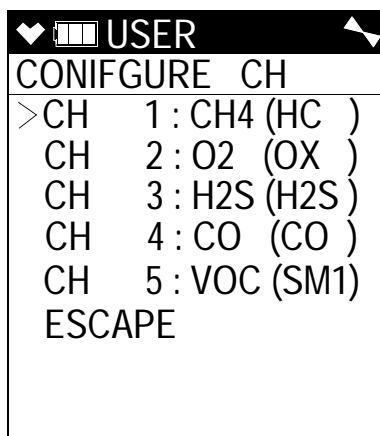 USER
CONIFGURE CH
>CH 1 : CH4 (HC )
CH 2 : O2 (OX )
CH 3 : H2S (H2S )
CH 4 : CO (CO )
CH 5 : VOC (SM1)
ESCAPE